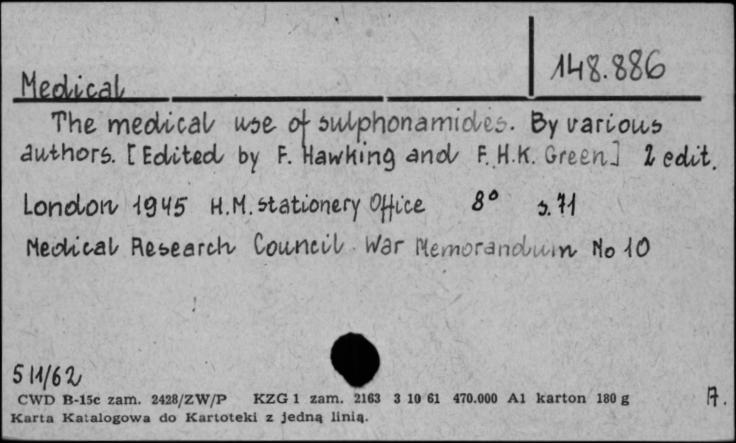 148.886
Medical
The medical use of sulphonamides. By various
authors. [Edited by F. Hawking and F.H.K. Green] 2 edit.
London 1945 H.M. Stationery Office 8° s. 71
Medical Research Council War Memorandum No 10
5 11/62
CWD B-15c zam. 2428/ZW/P KZG 1 zam. 2163 3 10 61 470.000 A1 karton 180 g
A.
Karta Katalogowa do Kartoteki z jedną linią.